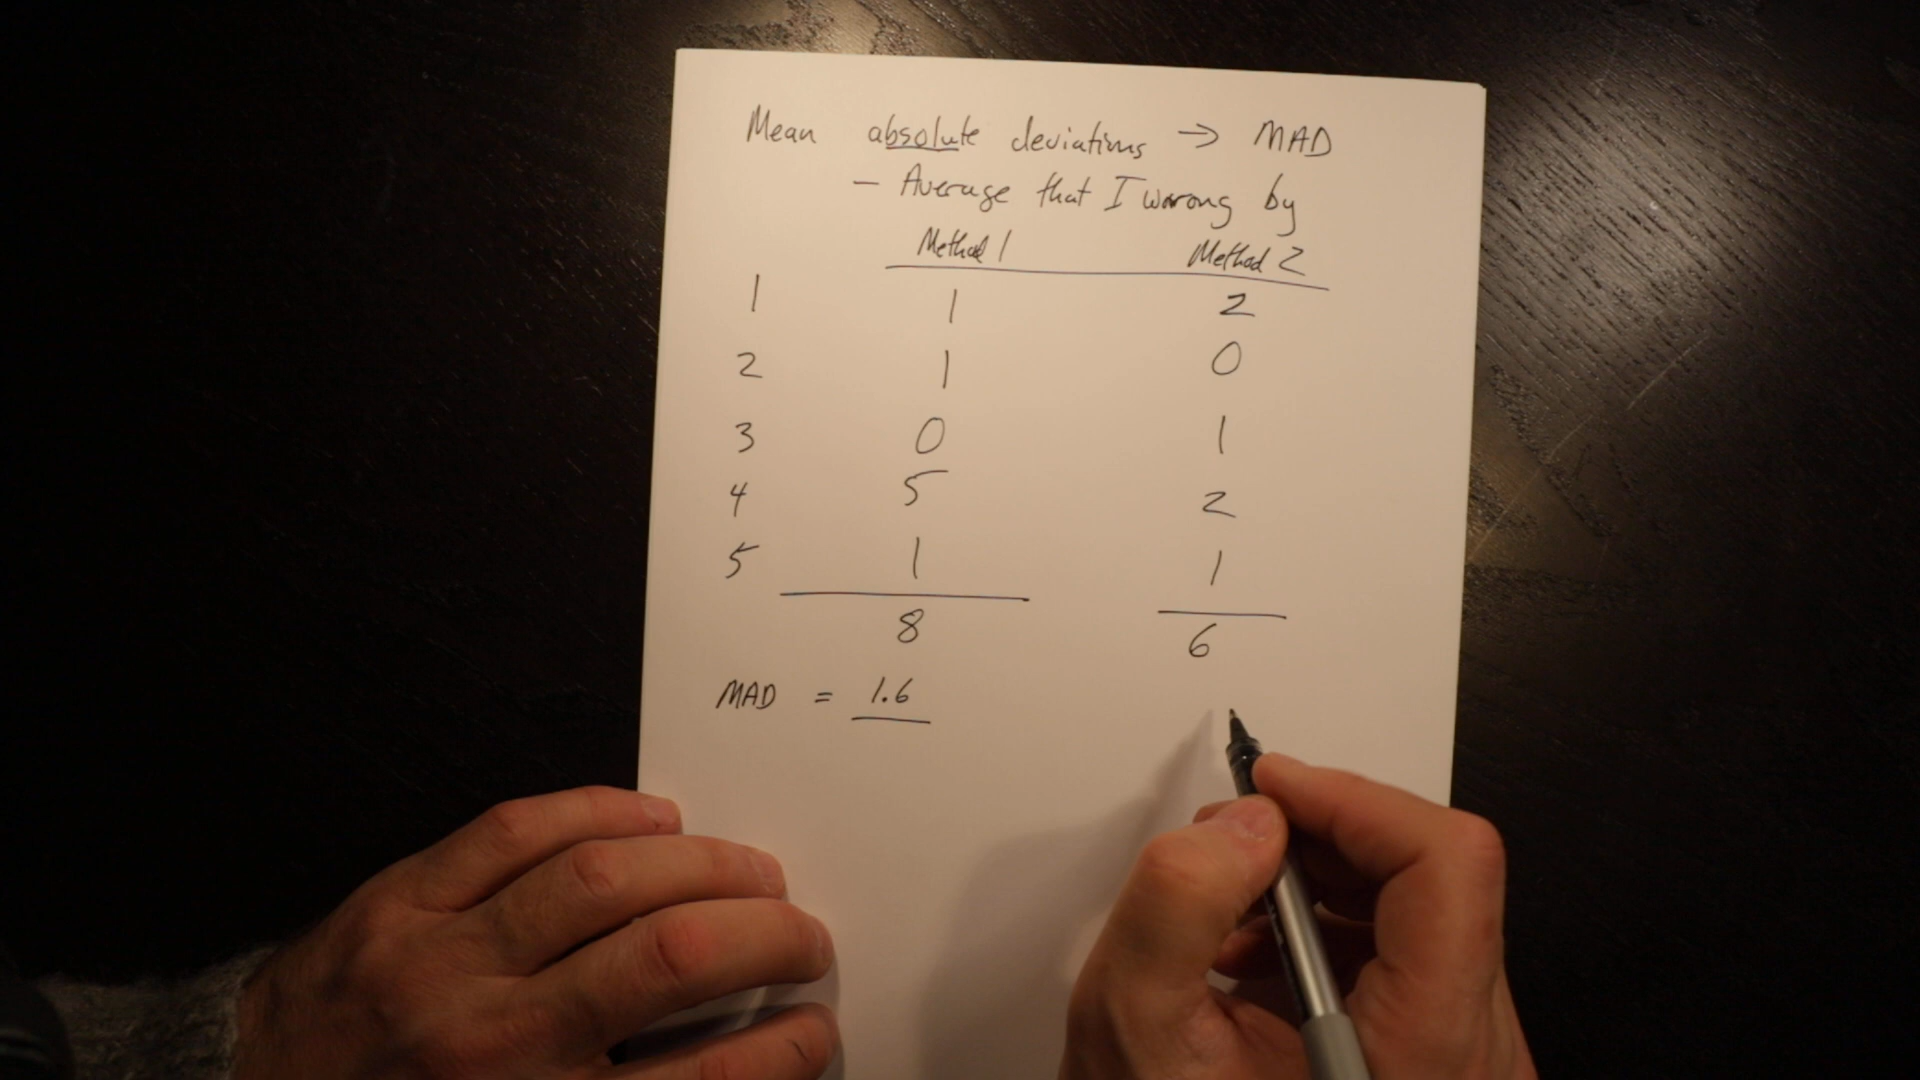 Mean absolute deviations → MAD
- Average that I wrong by
Method 1 Method 2
1 1 2
2 1 0
3 0 1
4 5 2
5 1 1
8 6
MAD = 1.6